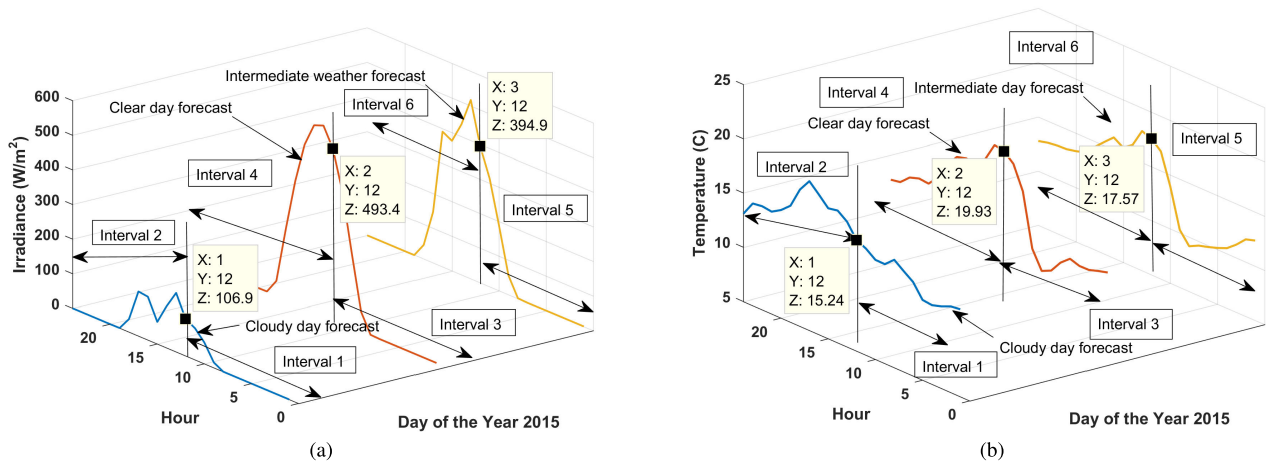 Intermediate weather forecast
X: 3
Y: 12
Z: 394.9
Clear day forecast
Interval 6
600
500
400
300
200
100
0
Irradiance (W/m²)
Interval 4
X: 2
Y: 12
Z: 493.4
Interval 5
Interval 2
X: 1
Y: 12
Z: 106.9
Cloudy day forecast
Interval 3
Interval 1
20
15
10
5
0
Hour
Day of the Year 2015
(a)
Interval 6
25
20
15
10
5
Temperature (C)
Interval 4
Intermediate day forecast
Clear day forecast
Interval 5
Interval 2
X: 2
Y: 12
Z: 19.93
X: 3
Y: 12
Z: 17.57
X: 1
Y: 12
Z: 15.24
Interval 3
Cloudy day forecast
Interval 1
20
15
10
5
0
Hour
Day of the Year 2015
(b)